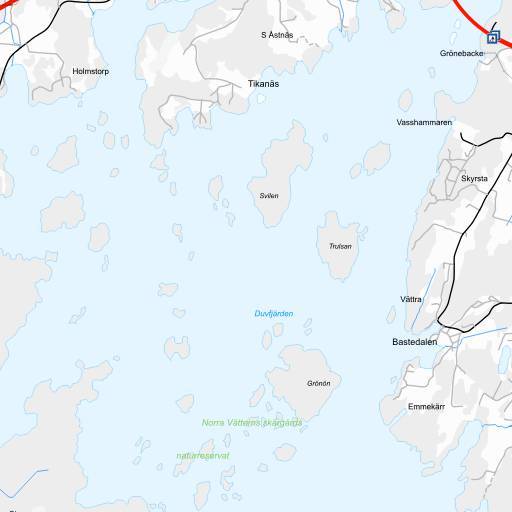 S Åstnäs
Grönebacke
Holmstorp
Tikanäs
Vasshammaren
Skyrsta
Svilen
Trulsan
Vättra
Duvfjärden
Bastedalen
Grönön
Emmekärr
Norra Vätterns skärgårds
naturreservat